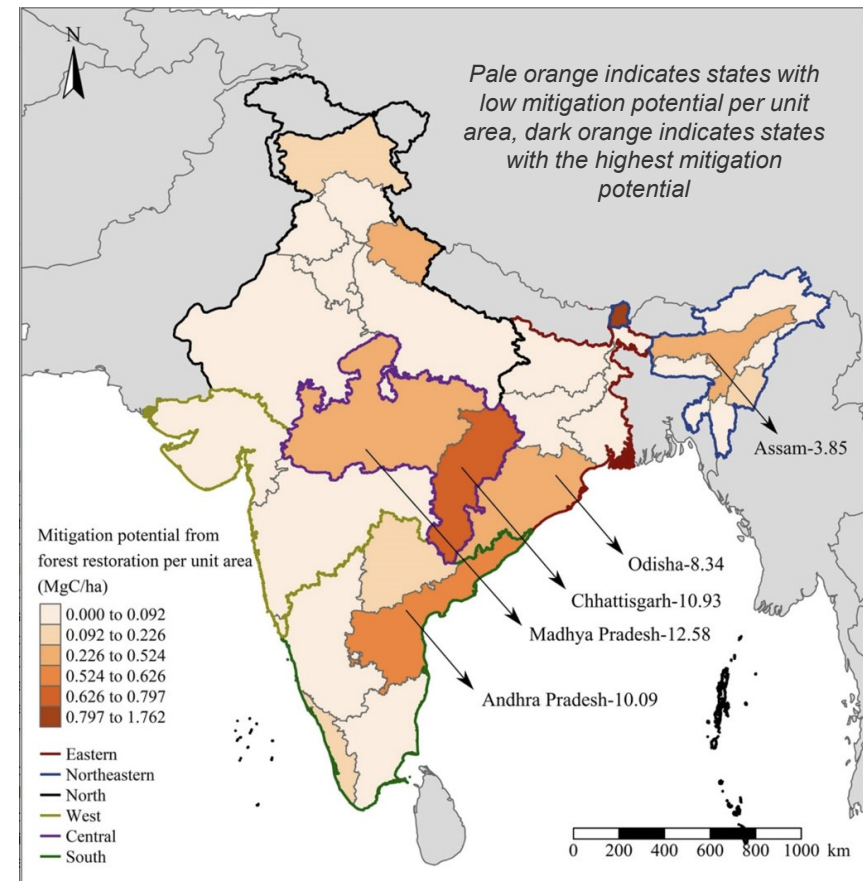 N
Pale orange indicates states with
low mitigation potential per unit
area, dark orange indicates states
with the highest mitigation
potential
Assam-3.85
Odisha-8.34
Chhattisgarh-10.93
Madhya Pradesh-12.58
Andhra Pradesh-10.09
Mitigation potential from
forest restoration per unit area
(MgC/ha)
0.000 to 0.092
0.092 to 0.226
0.226 to 0.524
0.524 to 0.626
0.626 to 0.797
0.797 to 1.762
Eastern
Northeastern
North
West
Central
South
0 200 400 600 800 1000 km